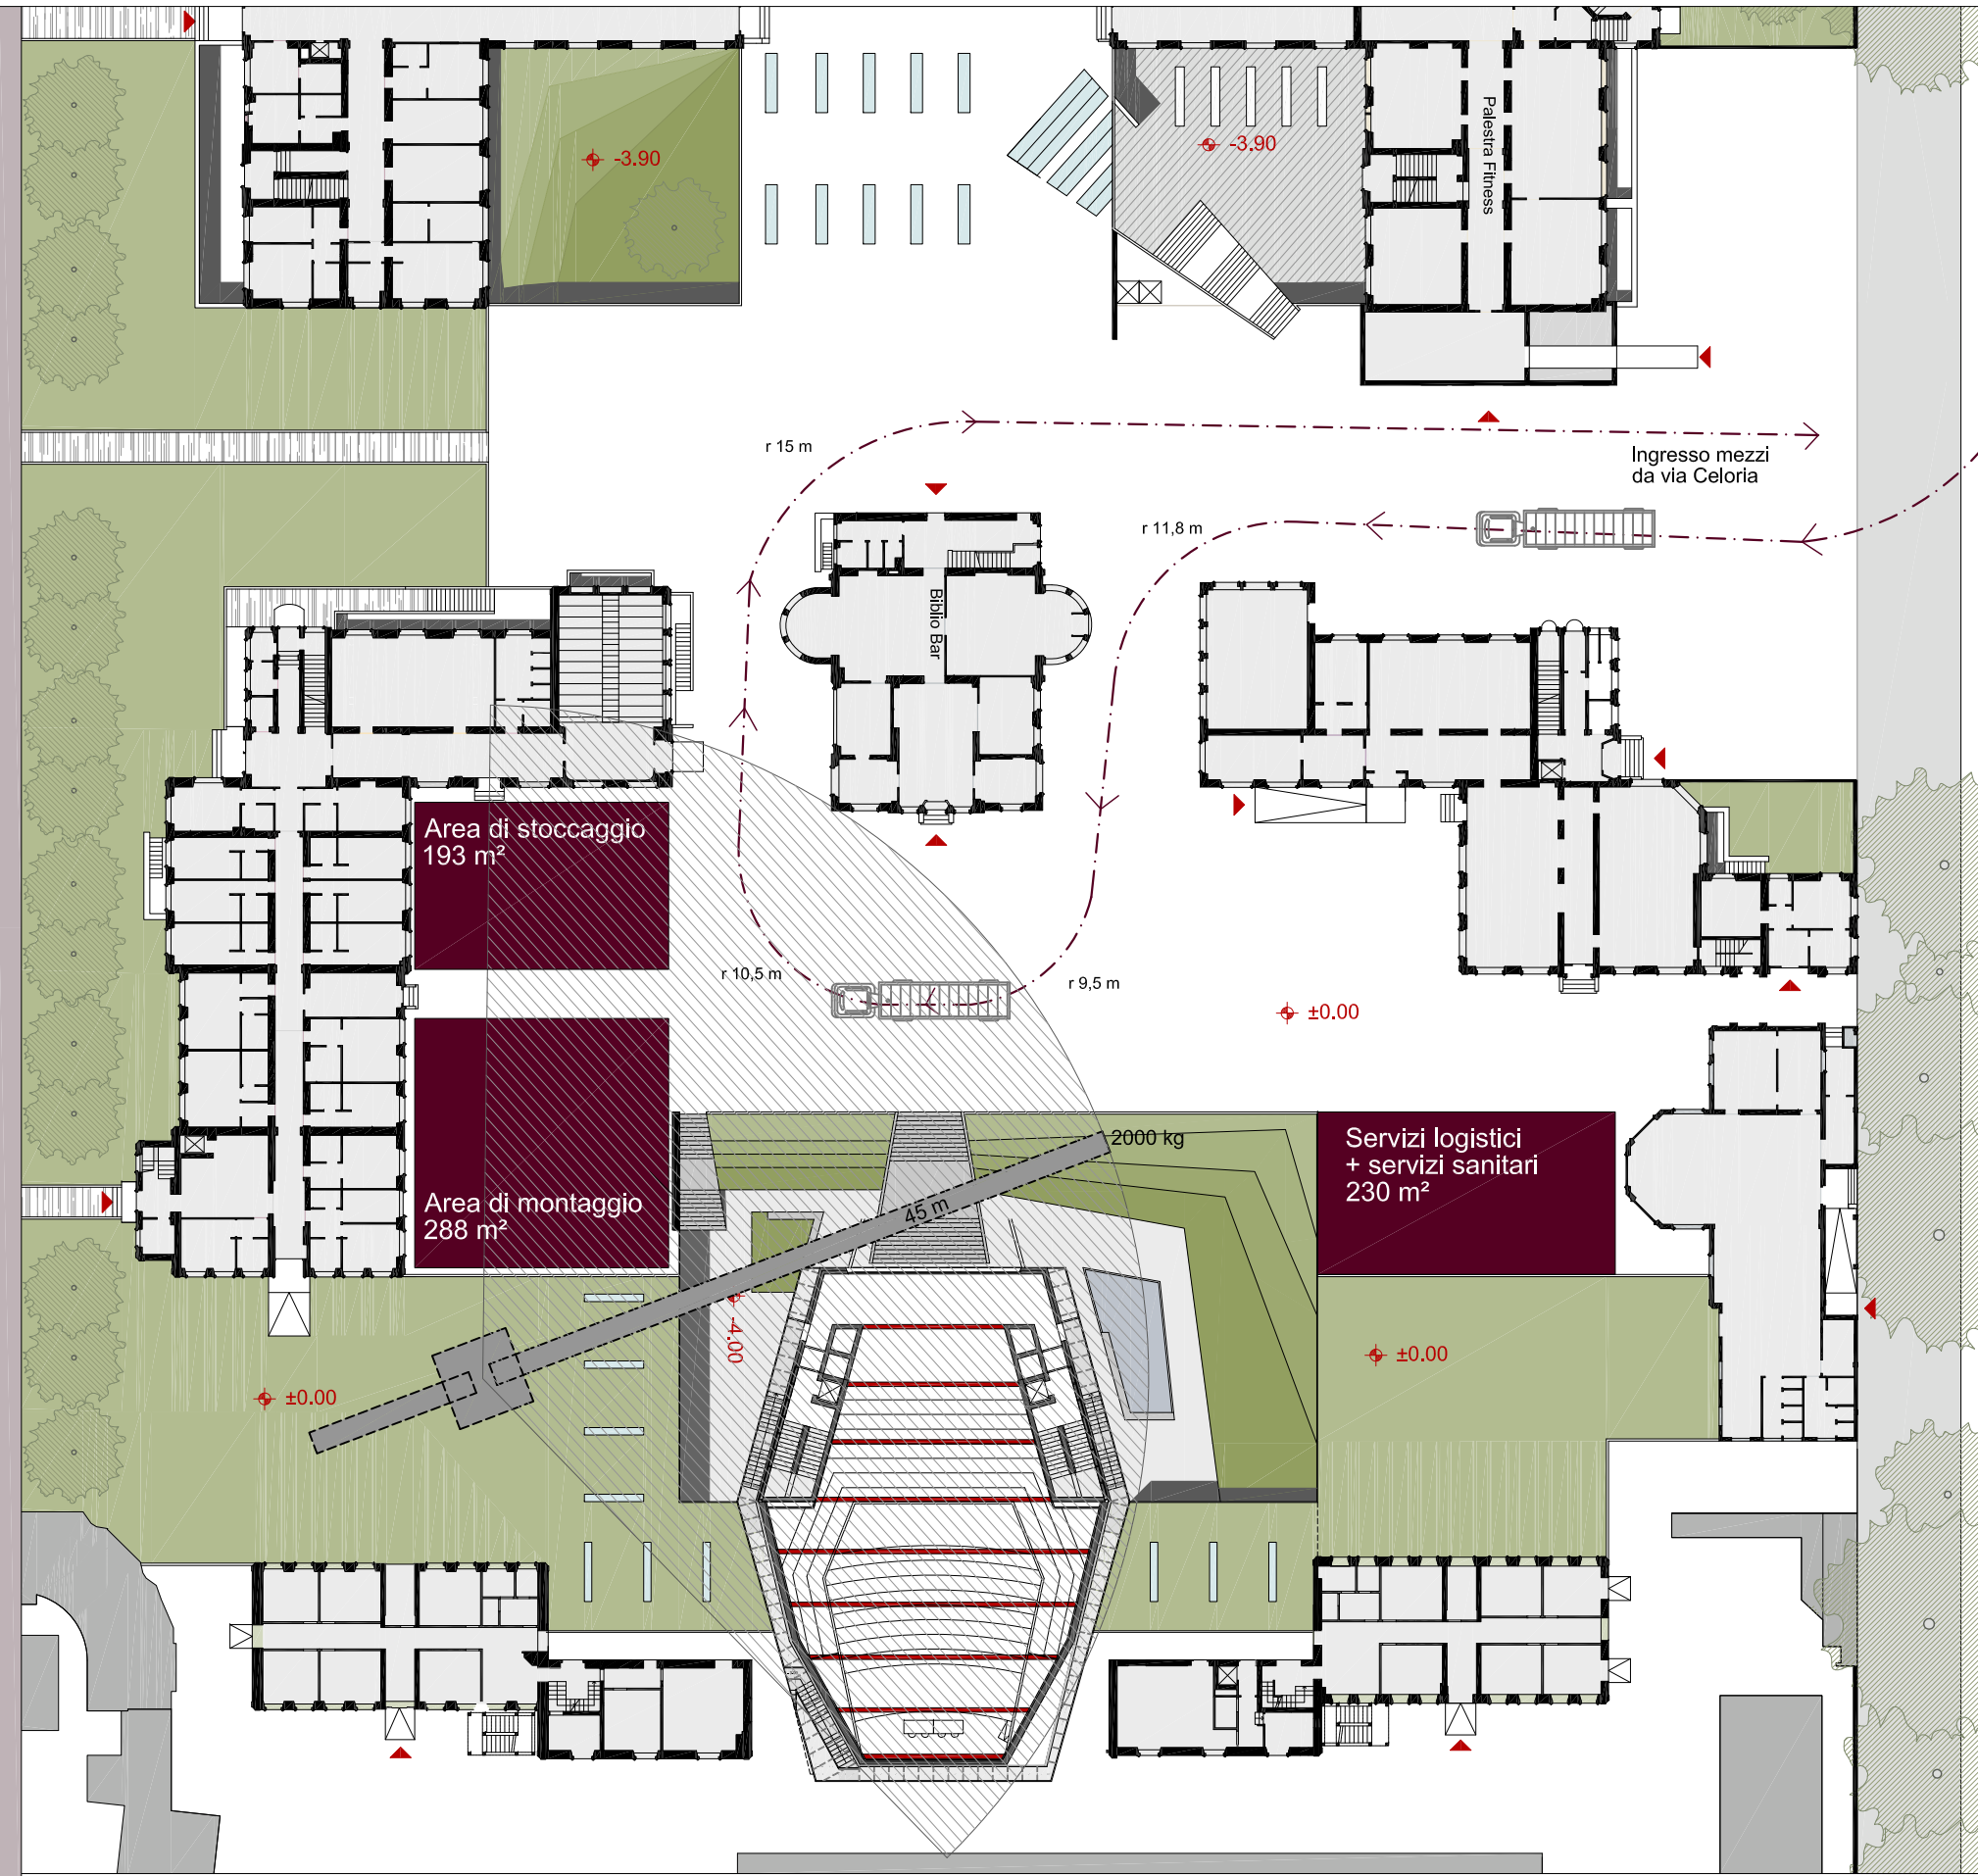 -3.90
-3.90
Palestra Fitness
r 15 m
Ingresso mezzi
da via Celoria
r 11,8 m
Biblio Bar
Area di stoccaggio
193 m²
r 10,5 m
r 9,5 m
±0.00
2000 kg
Servizi logistici
+ servizi sanitari
230 m²
Area di montaggio
288 m²
45 m
-4.00
±0.00
±0.00